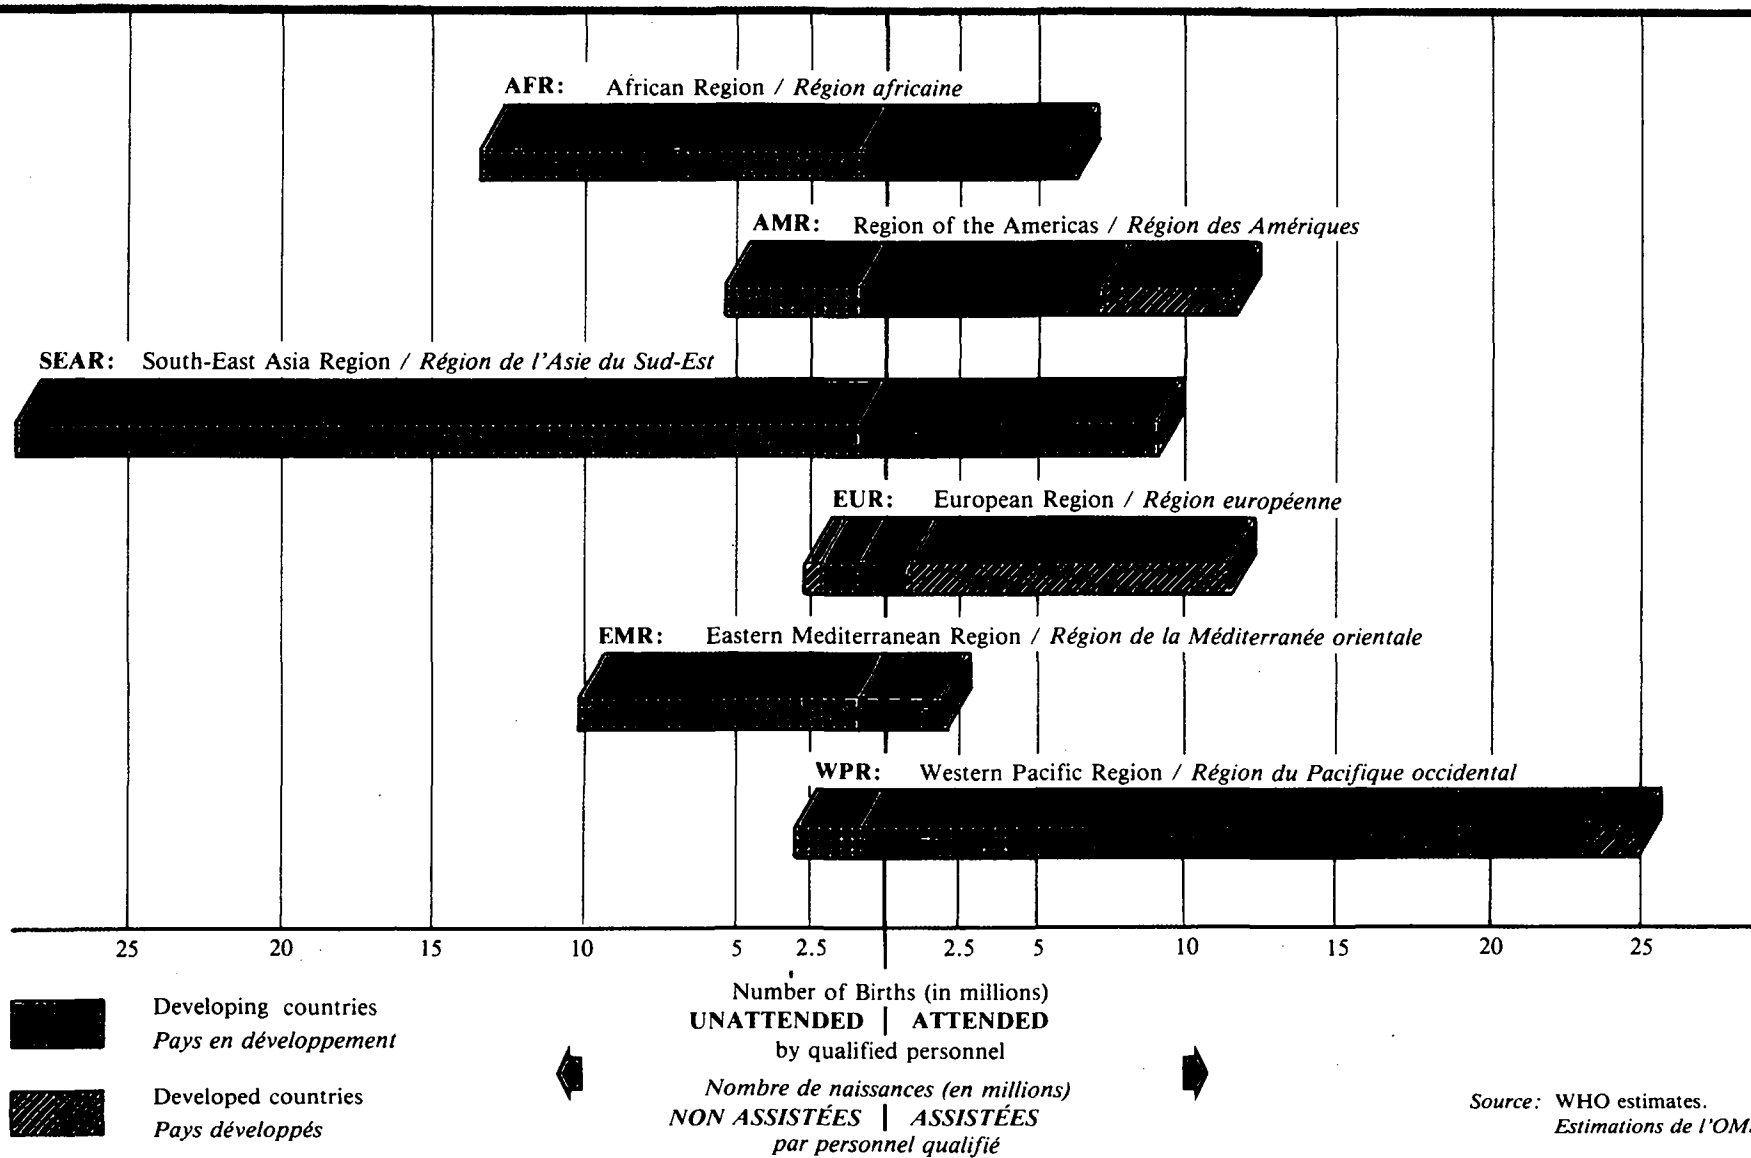 AFR: African Region / Région africaine
AMR: Region of the Americas / Région des Amériques
SEAR: South-East Asia Region / Région de l'Asie du Sud-Est
EUR: European Region / Région européenne
EMR: Eastern Mediterranean Region / Région de la Méditerranée orientale
WPR: Western Pacific Region / Région du Pacifique occidental
25 20 15 10 5 2.5 2.5 5 10 15 20 25
Number of Births (in millions)
UNATTENDED | ATTENDED
by qualified personnel
Nombre de naissances (en millions)
NON ASSISTÉES | ASSISTÉES
par personnel qualifié
Developing countries
Pays en développement
Developed countries
Pays développés
Source: WHO estimates.
Estimations de l'OMS